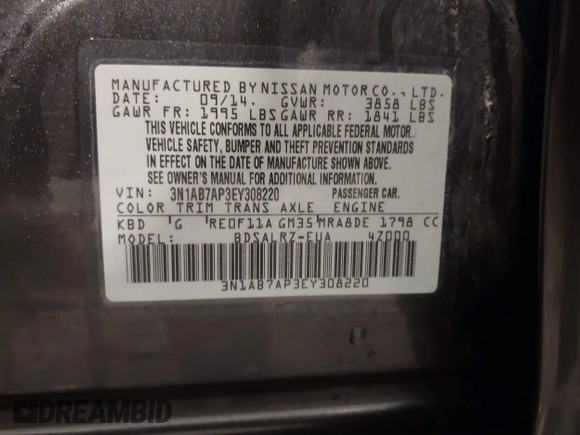 MANUFACTURED BY NISSAN MOTOR CO., LTD.
DATE: 09/14. GVWR: 3858 LBS
GAWR FR: 1995 LBS GAWR RR: 1841 LBS
THIS VEHICLE CONFORMS TO ALL APPLICABLE FEDERAL MOTOR
VEHICLE SAFETY, BUMPER AND THEFT PREVENTION STANDARDS
IN EFFECT ON THE DATE OF MANUFACTURE SHOWN ABOVE.
SEE OWNER'S MANUAL FOR ADDITIONAL INFORMATION.
VIN: 3N1AB7AP3EY308220 PASSENGER CAR.
COLOR TRIM TRANS AXLE ENGINE
KBD G RE0F11A GM35 MRA8DE 1798 CC
MODEL: BDSALRZ-EUA 4Z000
3N1AB7AP3EY308220
DREAMBID